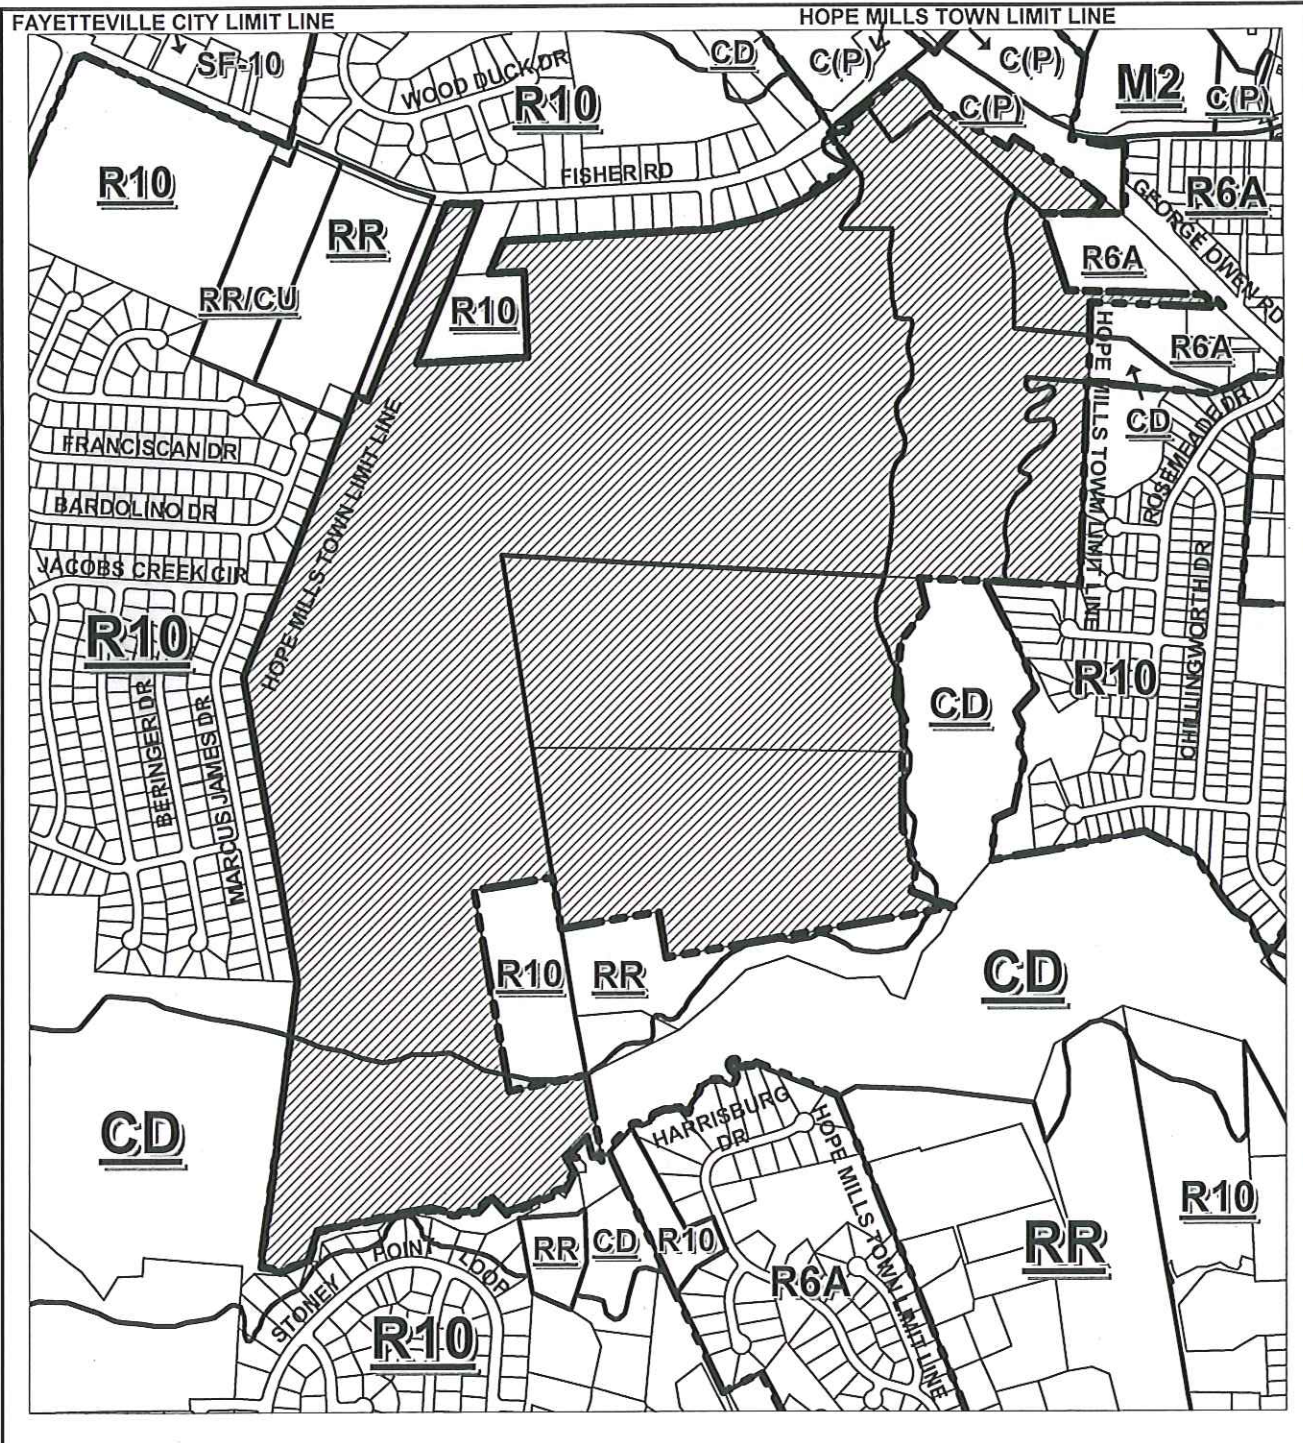 FAYETTEVILLE CITY LIMIT LINE
HOPE MILLS TOWN LIMIT LINE
SF-10
WOOD DUCK DR
R10
CD
C(P)
C(P)
C(P)
M2
C(P)
R10
RR
RR/CU
FISHER RD
R6A
GEORGE OWEN RD
R6A
R6A
R10
HOPE MILLS TOWN LIMIT LINE
CD
ROSEMEADE DR
FRANCISCAN DR
BARDOLINO DR
JACOBS CREEK CIR
HOPE MILLS TOWN LIMIT LINE
R10
BERINGER DR
MARCUS JAMES DR
CD
R10
CHILLINGWORTH DR
R10
RR
CD
CD
HARRISBURG
DR
HOPE MILLS TOWN LIMIT LINE
R10
RR
STONEY POINT LOOP
RR
CD
R10
R6A
R10